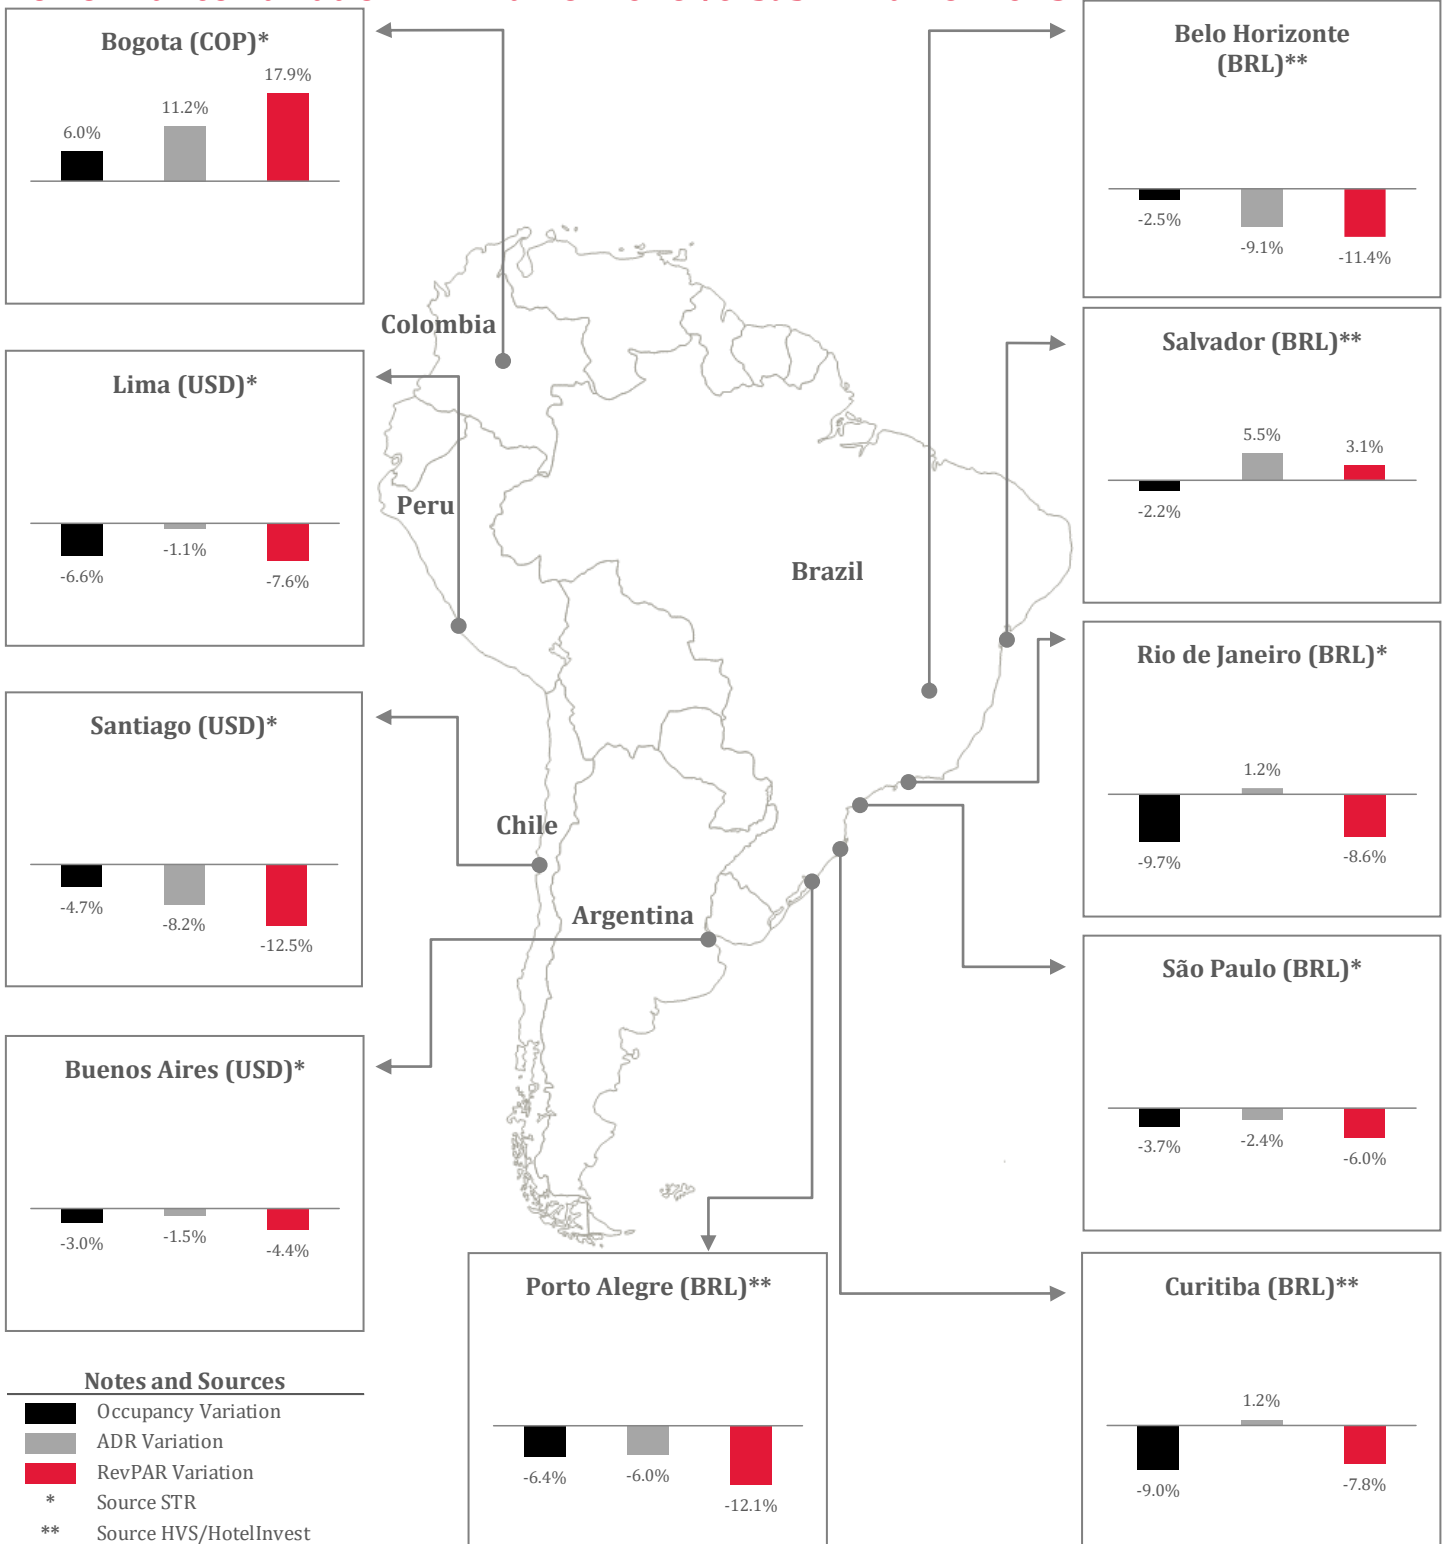 Bogota (COP)*
17.9%
11.2%
6.0%
Belo Horizonte
(BRL)**
-2.5%
-9.1%
-11.4%
Colombia
Lima (USD)*
-1.1%
-6.6%
-7.6%
Peru
Salvador (BRL)**
5.5%
3.1%
-2.2%
Brazil
Rio de Janeiro (BRL)*
1.2%
-9.7%
-8.6%
Santiago (USD)*
-4.7%
-8.2%
-12.5%
Chile
Argentina
São Paulo (BRL)*
-3.7%
-2.4%
-6.0%
Buenos Aires (USD)*
-3.0%
-1.5%
-4.4%
Porto Alegre (BRL)**
-6.4%
-6.0%
-12.1%
Curitiba (BRL)**
1.2%
-9.0%
-7.8%
Notes and Sources
Occupancy Variation
ADR Variation
RevPAR Variation
* Source STR
** Source HVS/HotelInvest